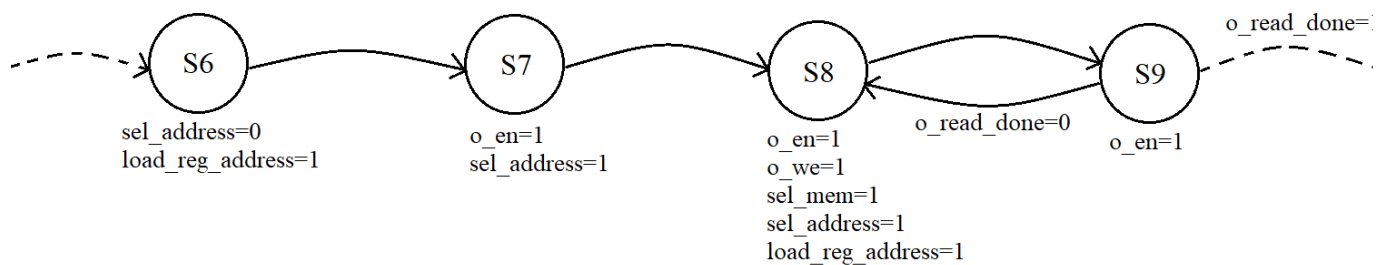 S6
sel_address=0
load_reg_address=1
S7
o_en=1
sel_address=1
S8
o_en=1
o_we=1
sel_mem=1
sel_address=1
load_reg_address=1
o_read_done=0
S9
o_en=1
o_read_done=1